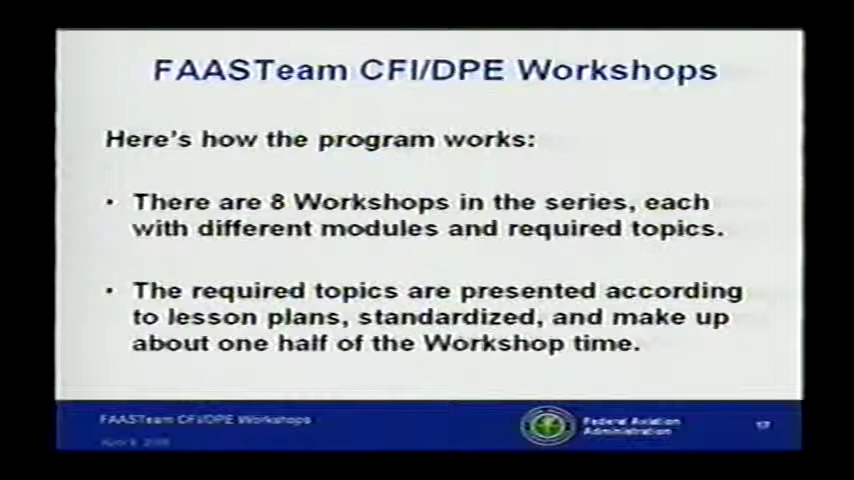 FAASTeam CFI/DPE Workshops
Here's how the program works:
• There are 8 Workshops in the series, each
with different modules and required topics.
• The required topics are presented according
to lesson plans, standardized, and make up
about one half of the Workshop time.
FAASTeam CFI/DPE Workshops
Federal Aviation
Administration
17